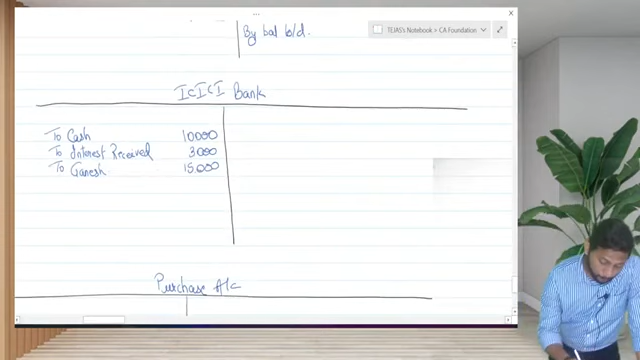 By bal b/d.
TEJAS's Notebook > CA Foundation
ICICI Bank
To Cash 10000
To Interest Received 3000
To Ganesh 15000
Purchase A/c